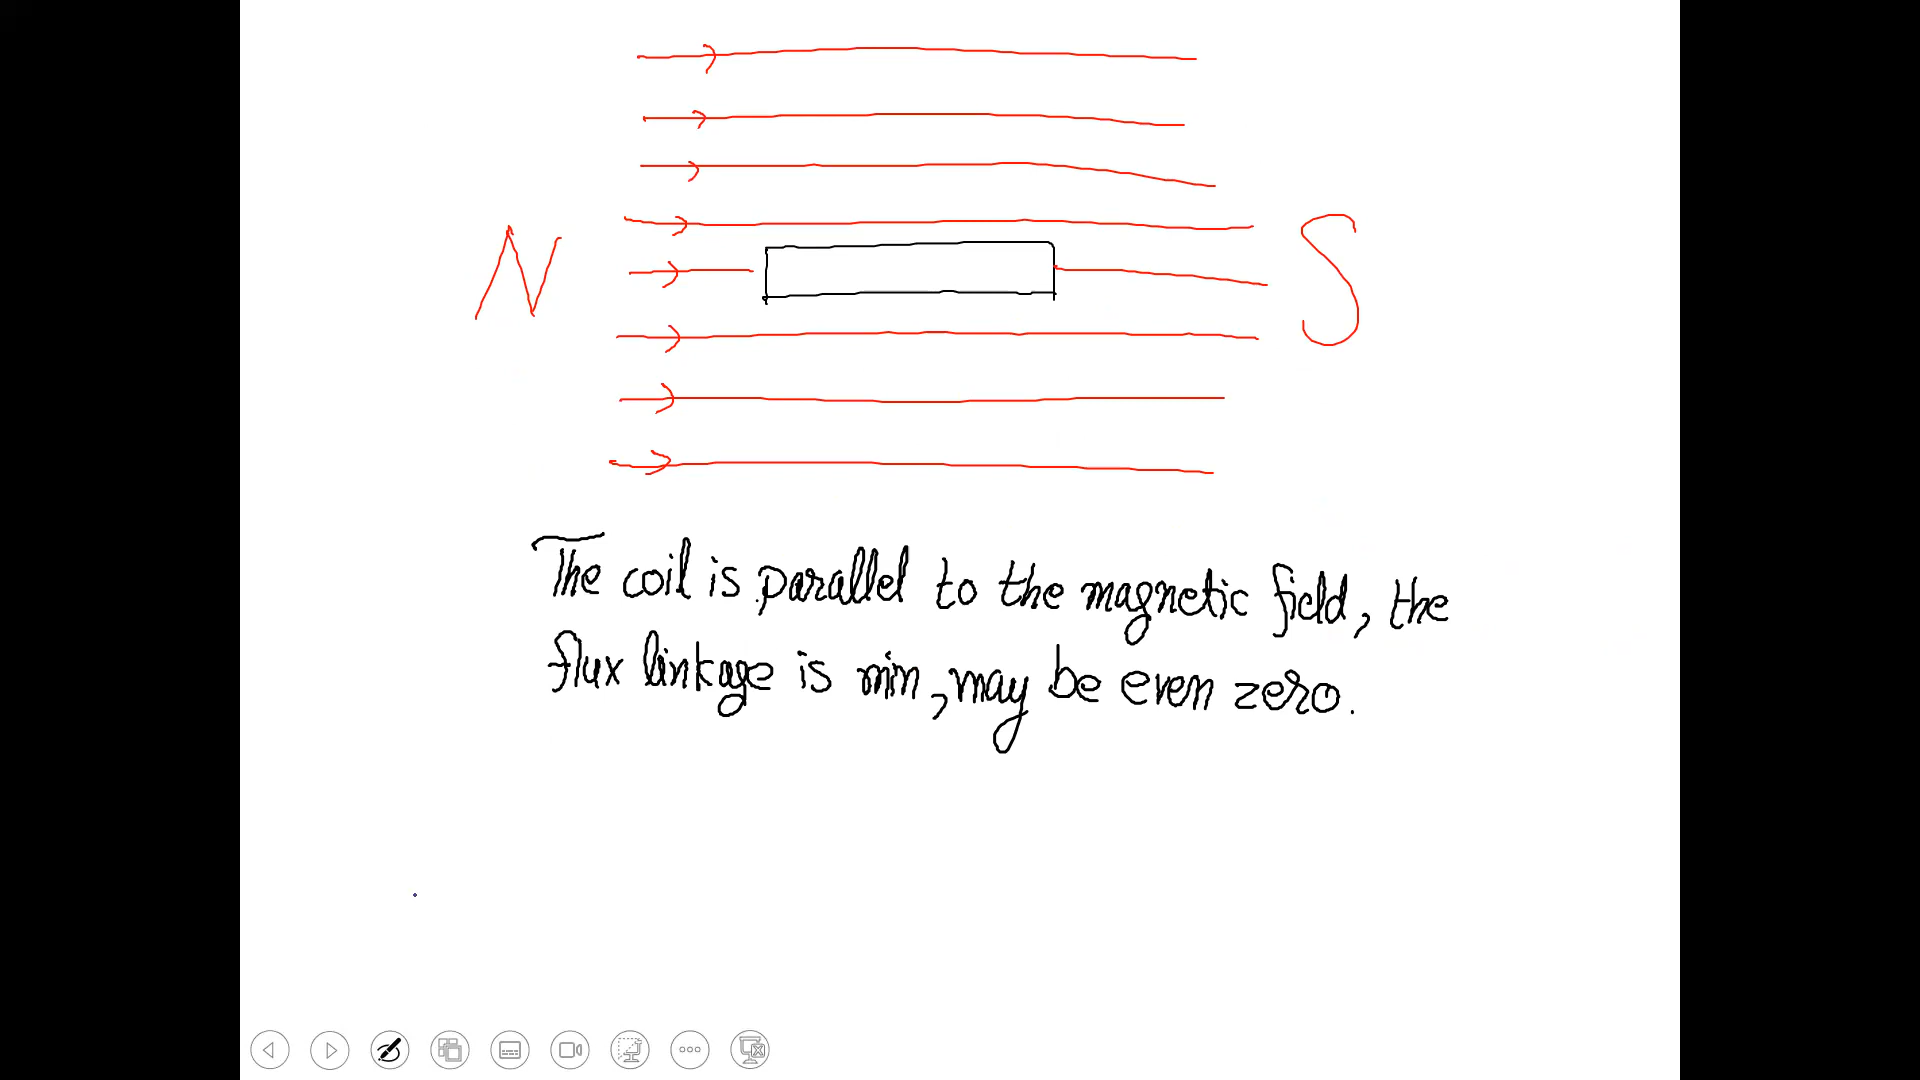 N S
The coil is parallel to the magnetic field, the
flux linkage is min, may be even zero.